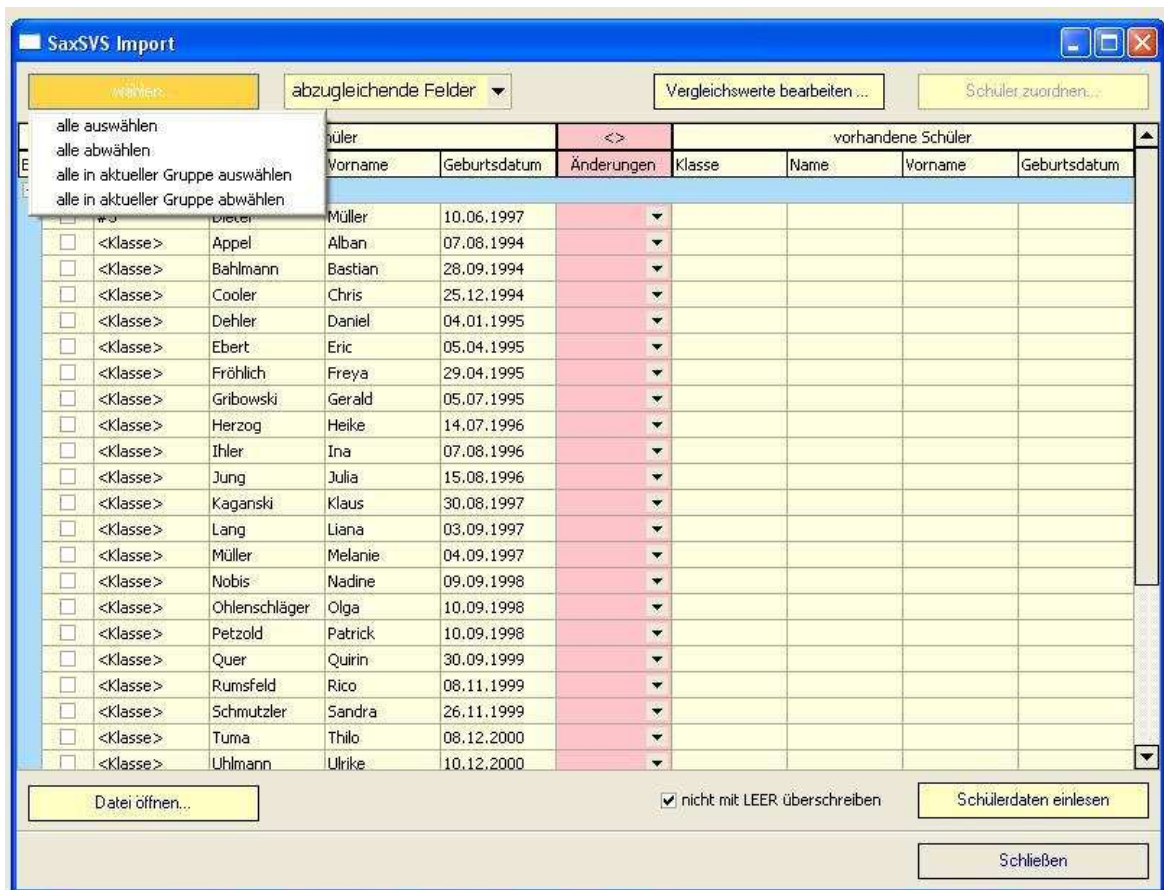 SaxSVS Import
wählen abzugleichende Felder Vergleichswerte bearbeiten ... Schüler zuordnen...
alle auswählen
alle abwählen
alle in aktueller Gruppe auswählen
alle in aktueller Gruppe abwählen
<> vorhandene Schüler
Vorname Geburtsdatum Änderungen Klasse Name Vorname Geburtsdatum
Dieter Müller 10.06.1997
<Klasse> Appel Alban 07.08.1994
<Klasse> Bahlmann Bastian 28.09.1994
<Klasse> Cooler Chris 25.12.1994
<Klasse> Dehler Daniel 04.01.1995
<Klasse> Ebert Eric 05.04.1995
<Klasse> Fröhlich Freya 29.04.1995
<Klasse> Gribowski Gerald 05.07.1995
<Klasse> Herzog Heike 14.07.1996
<Klasse> Ihler Ina 07.08.1996
<Klasse> Jung Julia 15.08.1996
<Klasse> Kaganski Klaus 30.08.1997
<Klasse> Lang Liana 03.09.1997
<Klasse> Müller Melanie 04.09.1997
<Klasse> Nobis Nadine 09.09.1998
<Klasse> Ohlenschläger Olga 10.09.1998
<Klasse> Petzold Patrick 10.09.1998
<Klasse> Quer Quirin 30.09.1999
<Klasse> Rumsfeld Rico 08.11.1999
<Klasse> Schmutzler Sandra 26.11.1999
<Klasse> Tuma Thilo 08.12.2000
<Klasse> Uhlmann Ulrike 10.12.2000
Datei öffnen... nicht mit LEER überschreiben Schülerdaten einlesen
Schließen